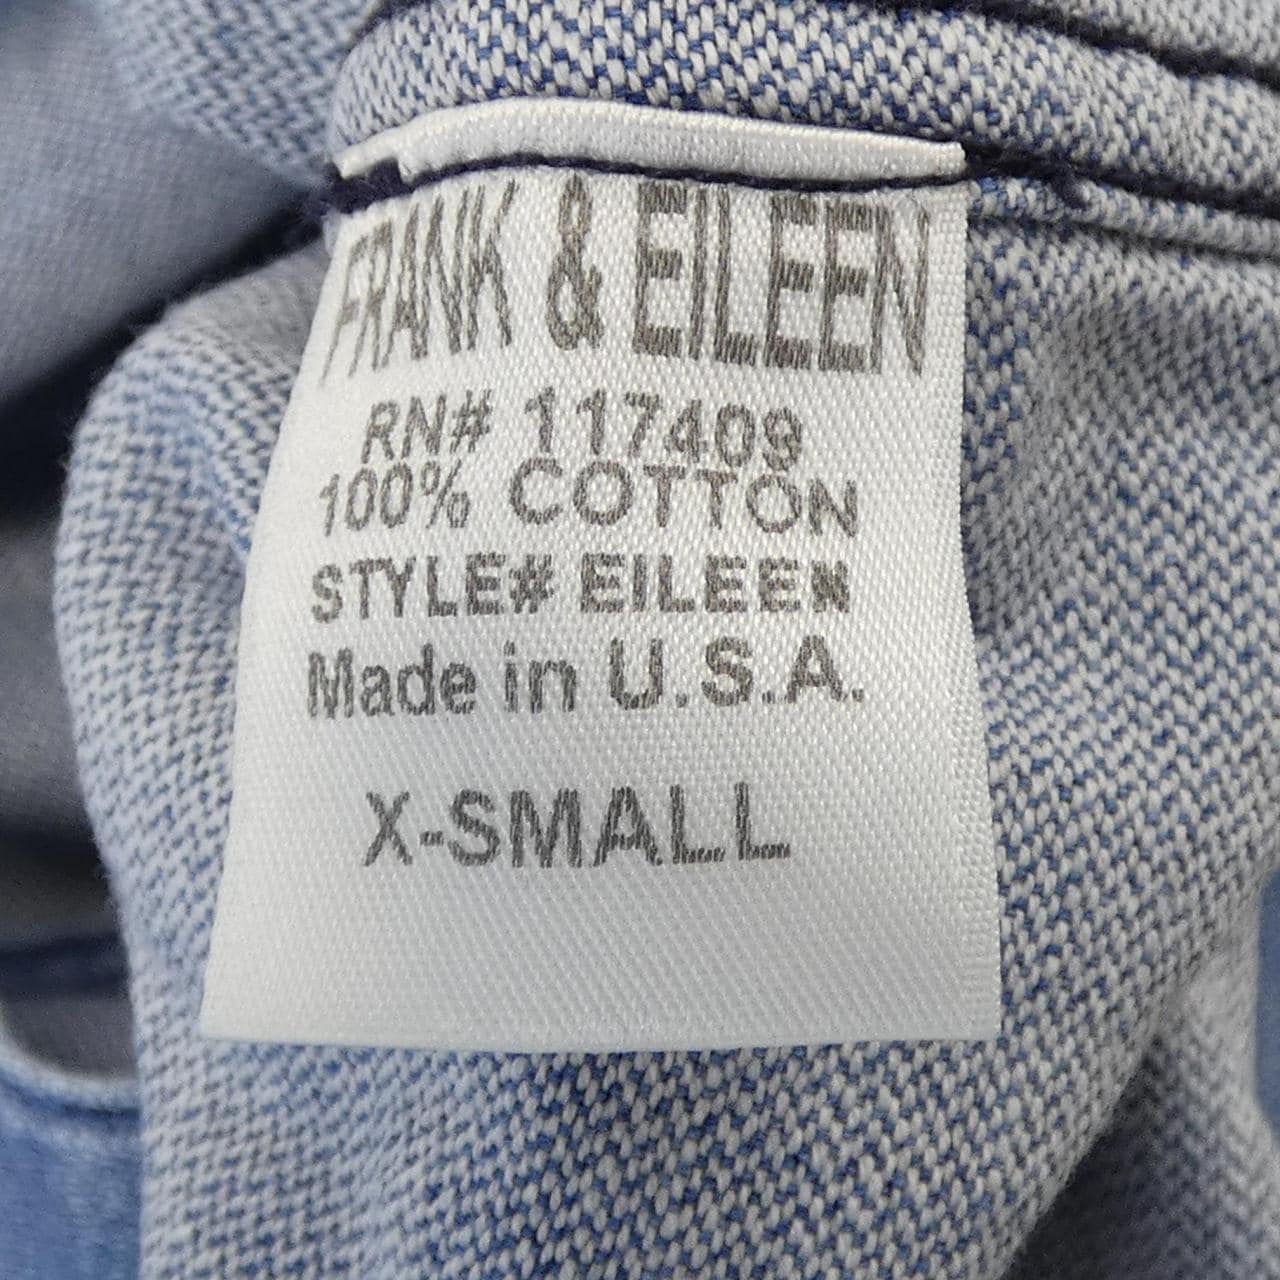 FRANK & EILEEN
RN# 117409
100% COTTON
STYLE# EILEEN
Made in U.S.A.
X-SMALL